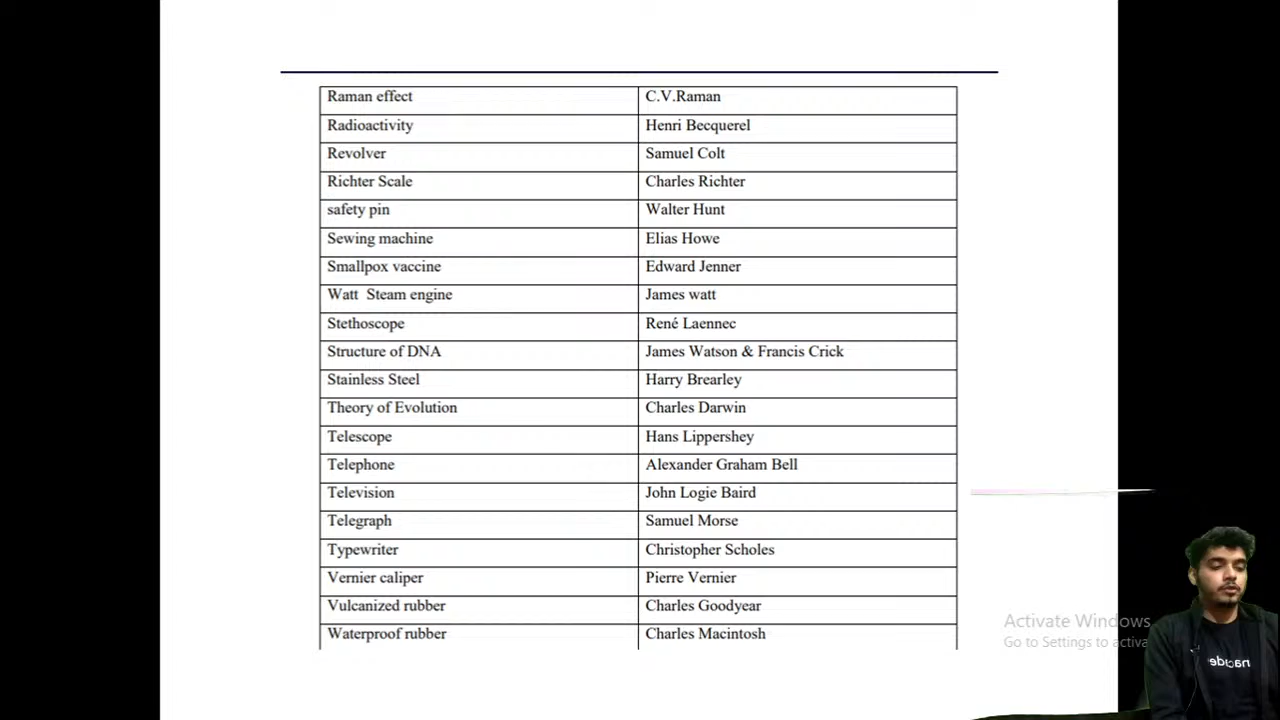 Raman effect C.V.Raman
Radioactivity Henri Becquerel
Revolver Samuel Colt
Richter Scale Charles Richter
safety pin Walter Hunt
Sewing machine Elias Howe
Smallpox vaccine Edward Jenner
Watt  Steam engine James watt
Stethoscope René Laennec
Structure of DNA James Watson & Francis Crick
Stainless Steel Harry Brearley
Theory of Evolution Charles Darwin
Telescope Hans Lippershey
Telephone Alexander Graham Bell
Television John Logie Baird
Telegraph Samuel Morse
Typewriter Christopher Scholes
Vernier caliper Pierre Vernier
Vulcanized rubber Charles Goodyear
Waterproof rubber Charles Macintosh
Activate Windows
Go to Settings to activa